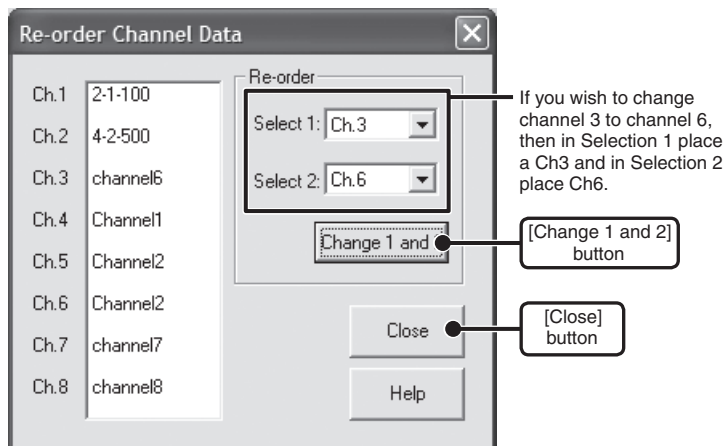 Re-order Channel Data
Ch.1 2-1-100
Ch.2 4-2-500
Ch.3 channel6
Ch.4 Channel1
Ch.5 Channel2
Ch.6 Channel2
Ch.7 channel7
Ch.8 channel8
Re-order
Select 1: Ch.3
Select 2: Ch.6
Change 1 and
Close
Help
If you wish to change
channel 3 to channel 6,
then in Selection 1 place
a Ch3 and in Selection 2
place Ch6.
[Change 1 and 2]
button
[Close]
button